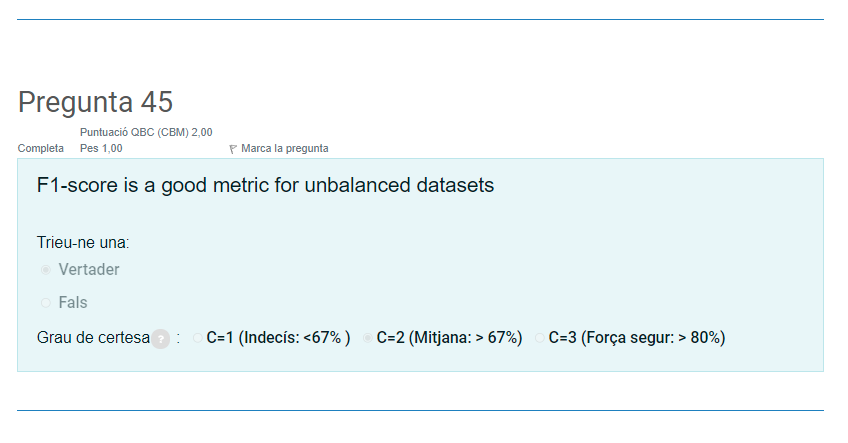 Pregunta 45
Puntuació QBC (CBM) 2,00
Completa Pes 1,00 Marca la pregunta
F1-score is a good metric for unbalanced datasets
Trieu-ne una:
Vertader
Fals
Grau de certesa ? : C=1 (Indecís: <67% ) C=2 (Mitjana: > 67%) C=3 (Força segur: > 80%)